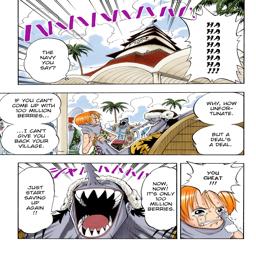 HA
HA
HA
HA
HA
HA
HA
HA
!!!
THE
NAVY
YOU
SAY?
WHY, HOW
UNFOR-
TUNATE.
BUT A
DEAL'S
A DEAL.
IF YOU CAN'T
COME UP WITH
100 MILLION
BERRIES...
...I CAN'T
GIVE YOU
BACK YOUR
VILLAGE.
YOU
CHEAT
!!!
NOW,
NOW!
IT'S ONLY
100
MILLION
BERRIES.
JUST
START
SAVING
UP
AGAIN
!!